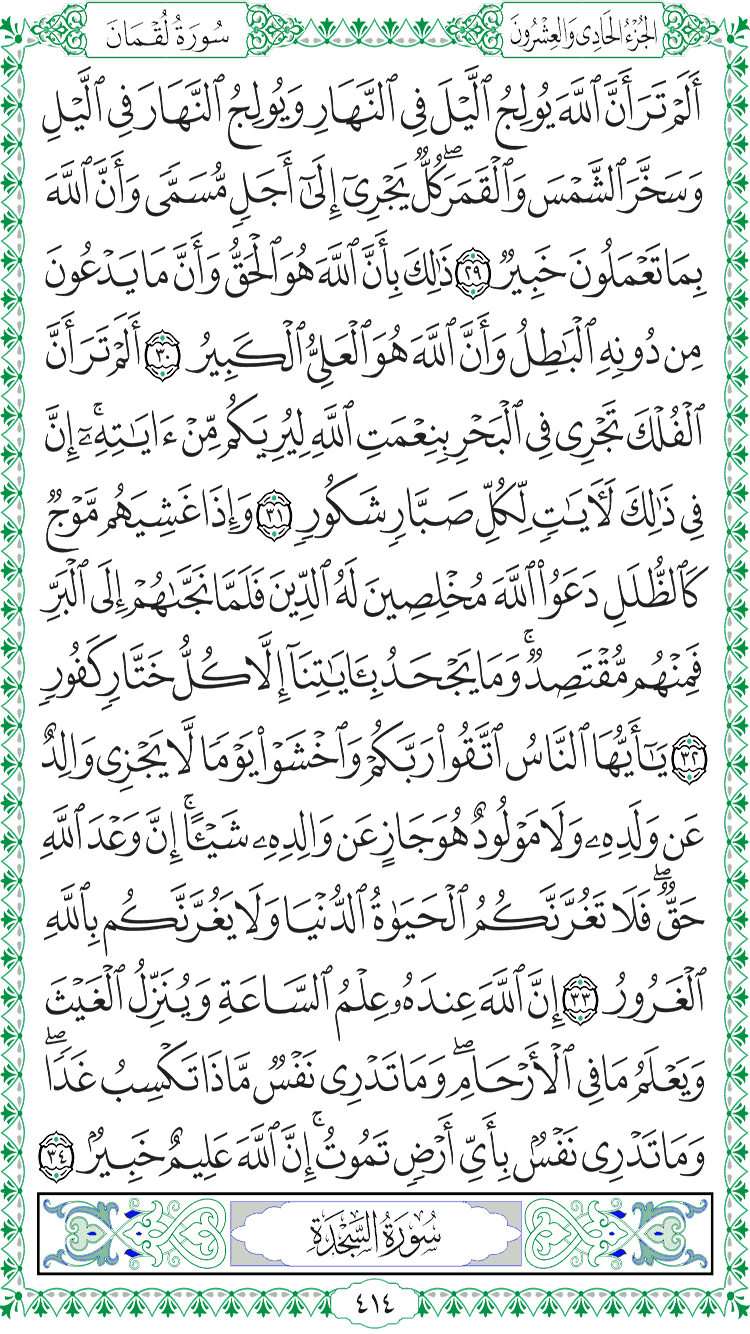 الجُزْءُ الحَادِي وَالعِشْرُونَ
سُورَةُ لُقْمَانَ
أَلَمْ تَرَ أَنَّ ٱللَّهَ يُولِجُ ٱلَّيْلَ فِى ٱلنَّهَارِ وَيُولِجُ ٱلنَّهَارَ فِى ٱلَّيْلِ
وَسَخَّرَ ٱلشَّمْسَ وَٱلْقَمَرَۖ كُلٌّ يَجْرِىٓ إِلَىٰٓ أَجَلٍ مُّسَمًّى وَأَنَّ ٱللَّهَ
بِمَا تَعْمَلُونَ خَبِيرٌ ٢٩ ذَٰلِكَ بِأَنَّ ٱللَّهَ هُوَ ٱلْحَقُّ وَأَنَّ مَا يَدْعُونَ
مِن دُونِهِ ٱلْبَٰطِلُ وَأَنَّ ٱللَّهَ هُوَ ٱلْعَلِىُّ ٱلْكَبِيرُ ٣٠ أَلَمْ تَرَ أَنَّ
ٱلْفُلْكَ تَجْرِى فِى ٱلْبَحْرِ بِنِعْمَتِ ٱللَّهِ لِيُرِيَكُم مِّنْ ءَايَٰتِهِۦٓۚ إِنَّ
فِى ذَٰلِكَ لَـَٔايَٰتٍ لِّكُلِّ صَبَّارٍ شَكُورٍ ٣١ وَإِذَا غَشِيَهُم مَّوْجٌ
كَٱلظُّلَلِ دَعَوُا۟ ٱللَّهَ مُخْلِصِينَ لَهُ ٱلدِّينَ فَلَمَّا نَجَّىٰهُمْ إِلَى ٱلْبَرِّ
فَمِنْهُم مُّقْتَصِدٌۚ وَمَا يَجْحَدُ بِـَٔايَٰتِنَآ إِلَّا كُلُّ خَتَّارٍ كَفُورٍ
٣٢ يَٰٓأَيُّهَا ٱلنَّاسُ ٱتَّقُوا۟ رَبَّكُمْ وَٱخْشَوْا۟ يَوْمًا لَّا يَجْزِى وَالِدٌ
عَن وَلَدِهِۦ وَلَا مَوْلُودٌ هُوَ جَازٍ عَن وَالِدِهِۦ شَيْـًٔاۚ إِنَّ وَعْدَ ٱللَّهِ
حَقٌّۖ فَلَا تَغُرَّنَّكُمُ ٱلْحَيَوٰةُ ٱلدُّنْيَا وَلَا يَغُرَّنَّكُم بِٱللَّهِ
ٱلْغَرُورُ ٣٣ إِنَّ ٱللَّهَ عِندَهُۥ عِلْمُ ٱلسَّاعَةِ وَيُنَزِّلُ ٱلْغَيْثَ
وَيَعْلَمُ مَا فِى ٱلْأَرْحَامِۖ وَمَا تَدْرِى نَفْسٌ مَّاذَا تَكْسِبُ غَدًاۖ
وَمَا تَدْرِى نَفْسٌۢ بِأَىِّ أَرْضٍ تَمُوتُۚ إِنَّ ٱللَّهَ عَلِيمٌ خَبِيرٌۢ ٣٤
سُورَةُ السَّجْدَةِ
٤١٤